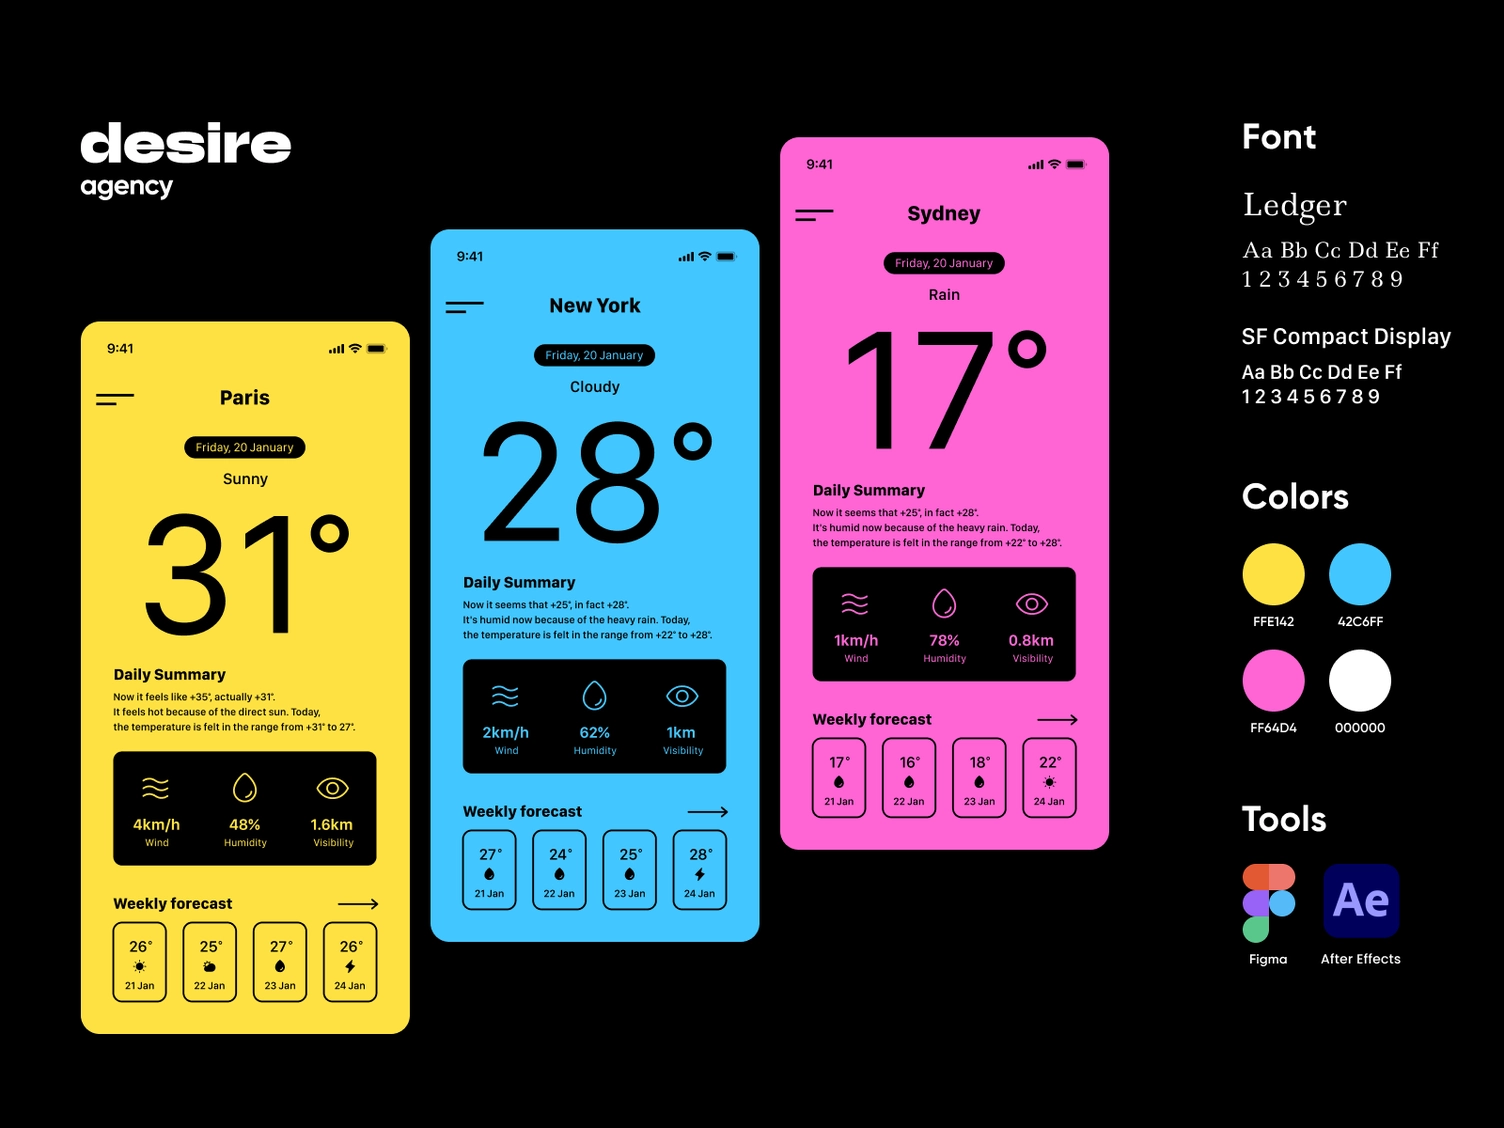 desire
agency
9:41
Paris
Friday, 20 January
Sunny
31°
Daily Summary
Now it feels like +35°, actually +31°.
It feels hot because of the direct sun. Today,
the temperature is felt in the range from +31° to 27°.
4km/h 48% 1.6km
Wind Humidity Visibility
Weekly forecast
26° 25° 27° 26°
21 Jan 22 Jan 23 Jan 24 Jan
9:41
New York
Friday, 20 January
Cloudy
28°
Daily Summary
Now it seems that +25°, in fact +28°.
It's humid now because of the heavy rain. Today,
the temperature is felt in the range from +22° to +28°.
2km/h 62% 1km
Wind Humidity Visibility
Weekly forecast
27° 24° 25° 28°
21 Jan 22 Jan 23 Jan 24 Jan
9:41
Sydney
Friday, 20 January
Rain
17°
Daily Summary
Now it seems that +25°, in fact +28°.
It's humid now because of the heavy rain. Today,
the temperature is felt in the range from +22° to +28°.
1km/h 78% 0.8km
Wind Humidity Visibility
Weekly forecast
17° 16° 18° 22°
21 Jan 22 Jan 23 Jan 24 Jan
Font
Ledger
Aa Bb Cc Dd Ee Ff
1 2 3 4 5 6 7 8 9
SF Compact Display
Aa Bb Cc Dd Ee Ff
1 2 3 4 5 6 7 8 9
Colors
FFE142 42C6FF
FF64D4 000000
Tools
Ae
Figma After Effects